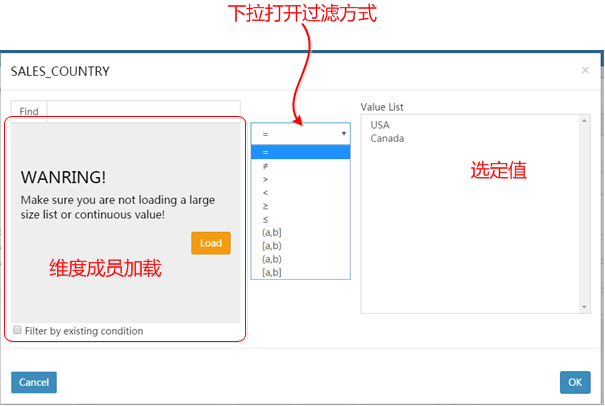 下拉打开过滤方式
SALES_COUNTRY
×
Find
WANRING!
Make sure you are not loading a large
size list or continuous value!
Load
维度成员加载
Filter by existing condition
=
=
≠
>
<
≥
≤
(a,b]
[a,b)
(a,b)
[a,b]
Value List
USA
Canada
选定值
Cancel
OK